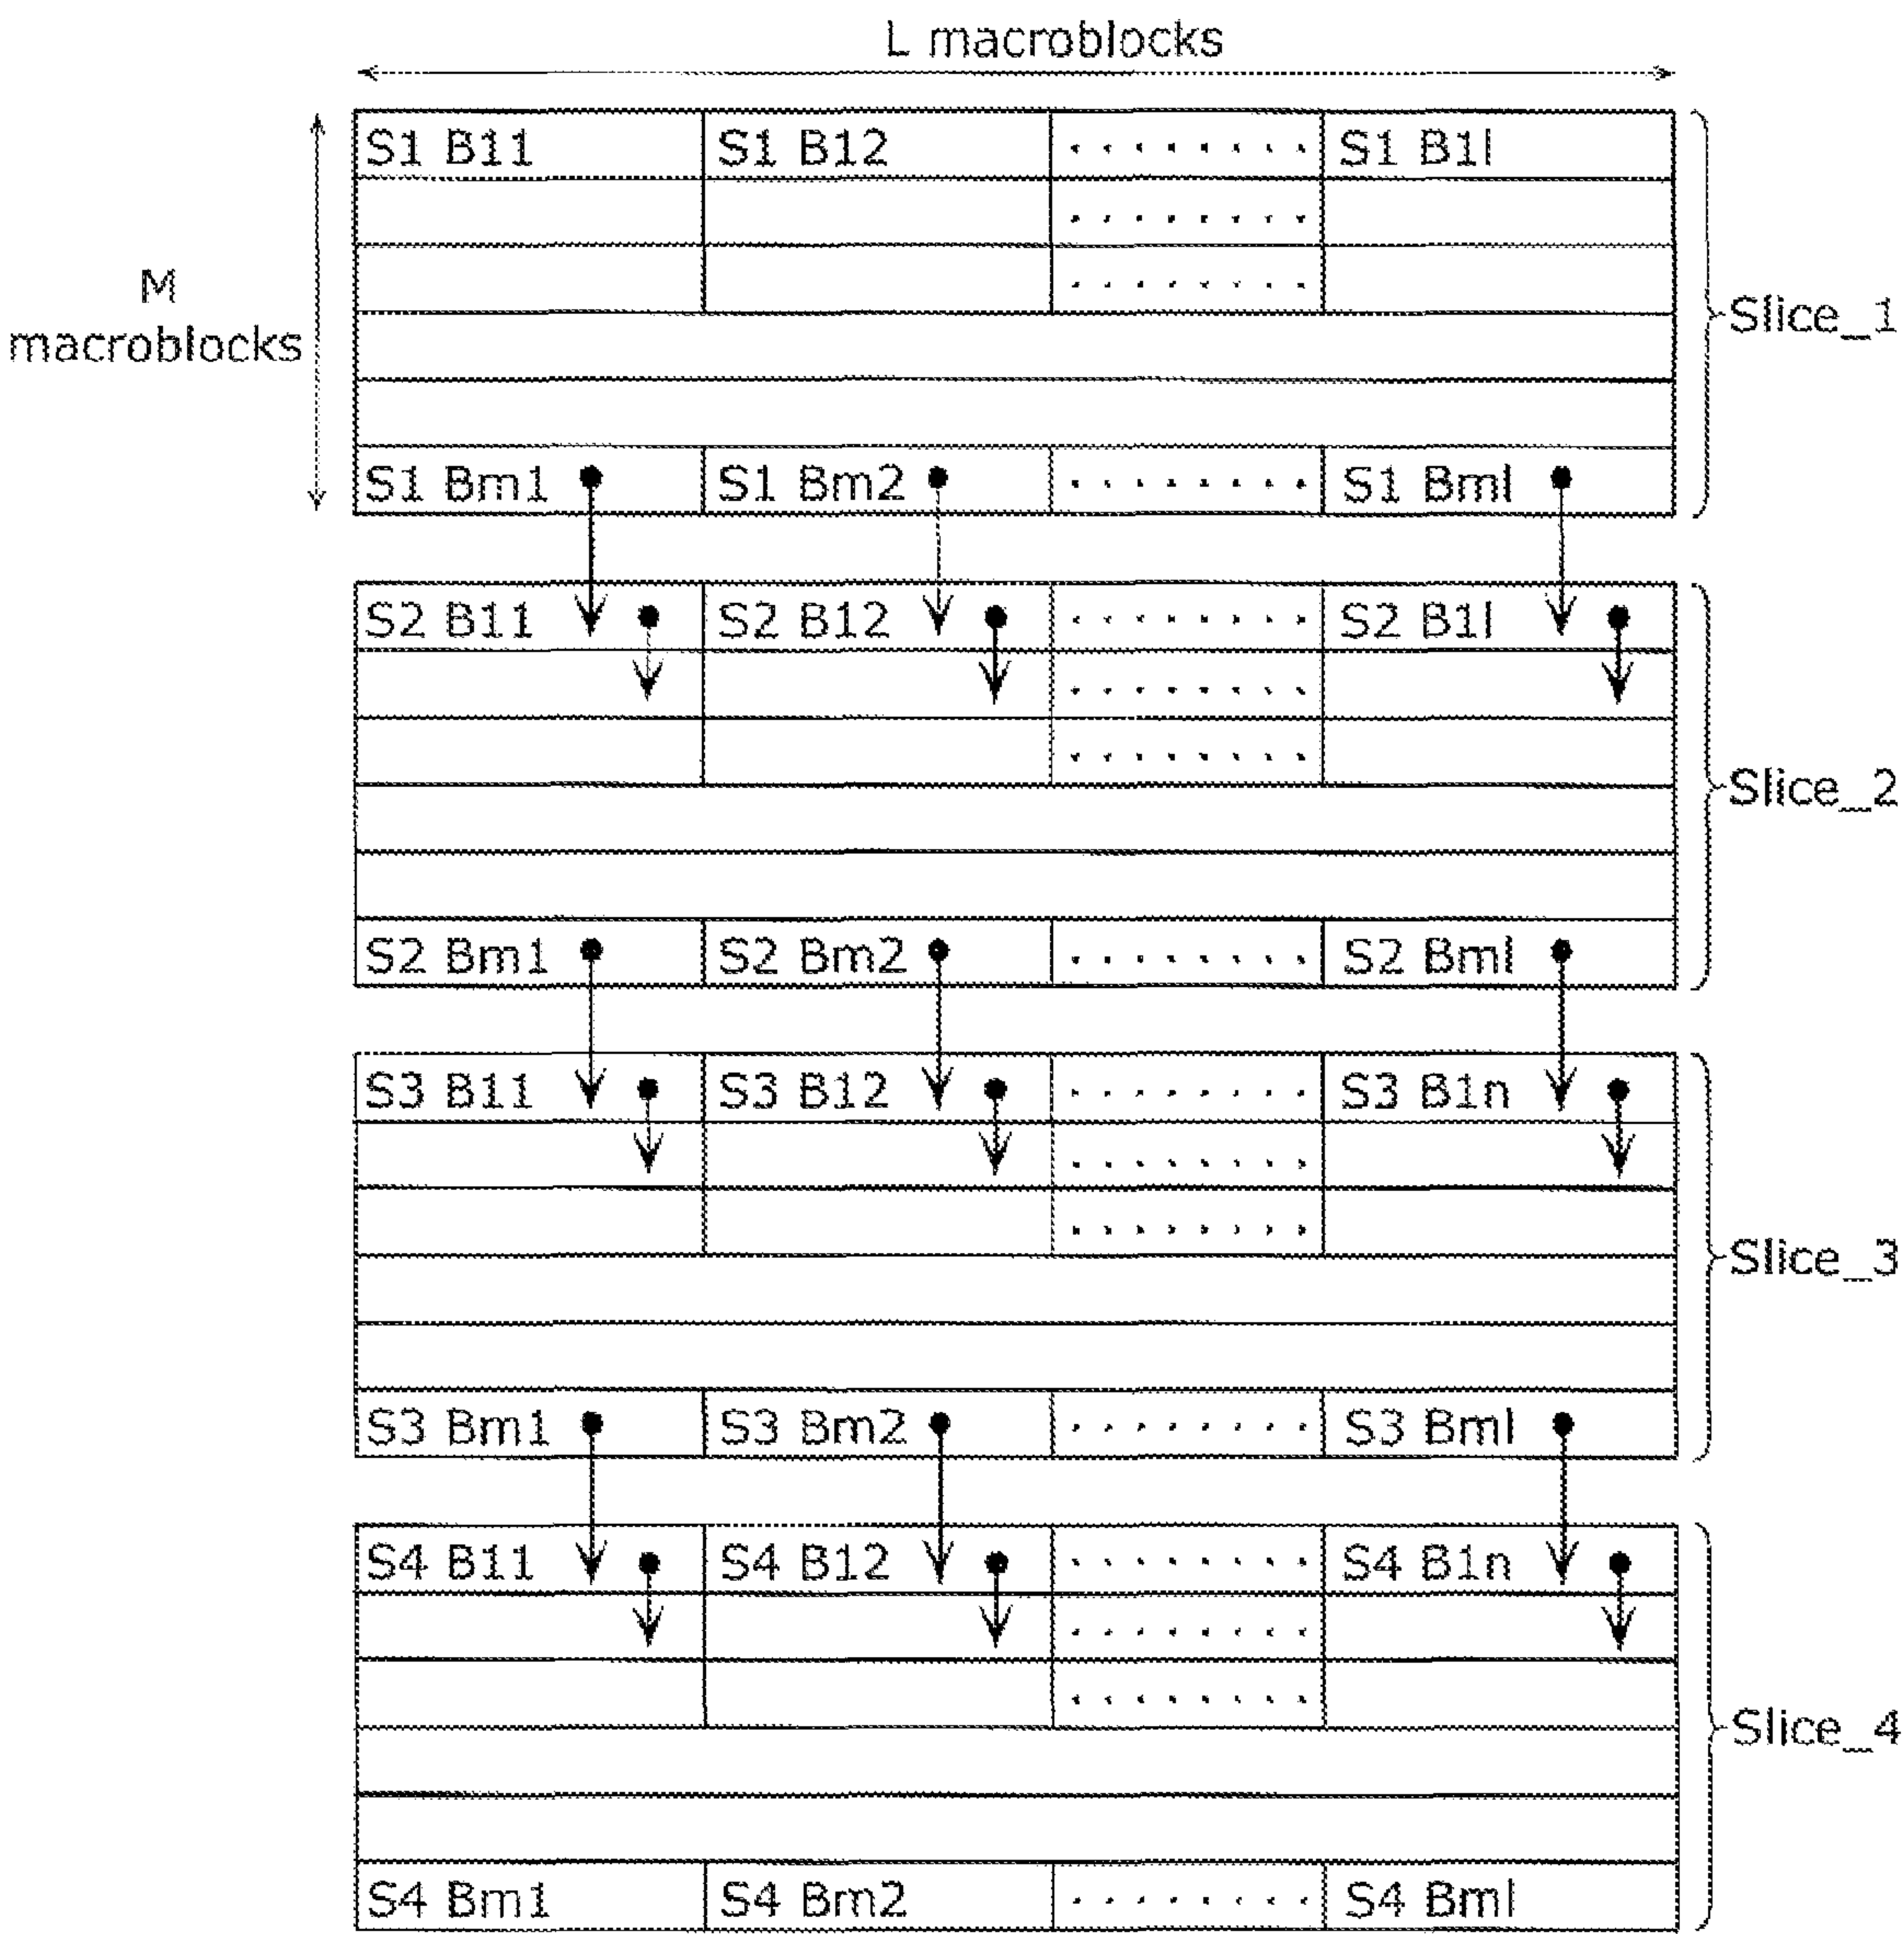 L macroblocks
M
macroblocks
S1 B11 S1 B12 ........ S1 B1l
........
........
S1 Bm1 S1 Bm2 ........ S1 Bml
Slice_1
S2 B11 S2 B12 ........ S2 B1l
........
........
S2 Bm1 S2 Bm2 ........ S2 Bml
Slice_2
S3 B11 S3 B12 ........ S3 B1n
........
........
S3 Bm1 S3 Bm2 ........ S3 Bml
Slice_3
S4 B11 S4 B12 ........ S4 B1n
........
........
S4 Bm1 S4 Bm2 ........ S4 Bml
Slice_4